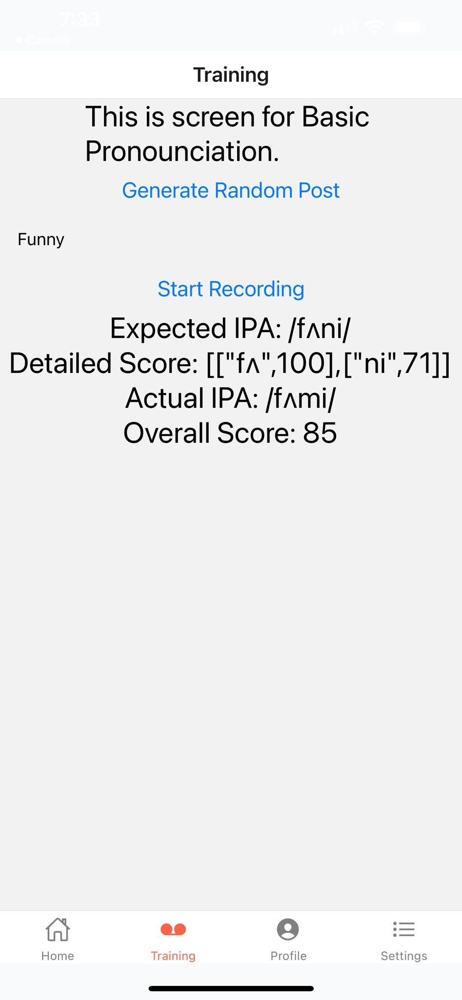 7:33
◀ Camera
Training
This is screen for Basic
Pronounciation.
Generate Random Post
Funny
Start Recording
Expected IPA: /fʌni/
Detailed Score: [["fʌ",100],["ni",71]]
Actual IPA: /fʌmi/
Overall Score: 85
Home
Training
Profile
Settings